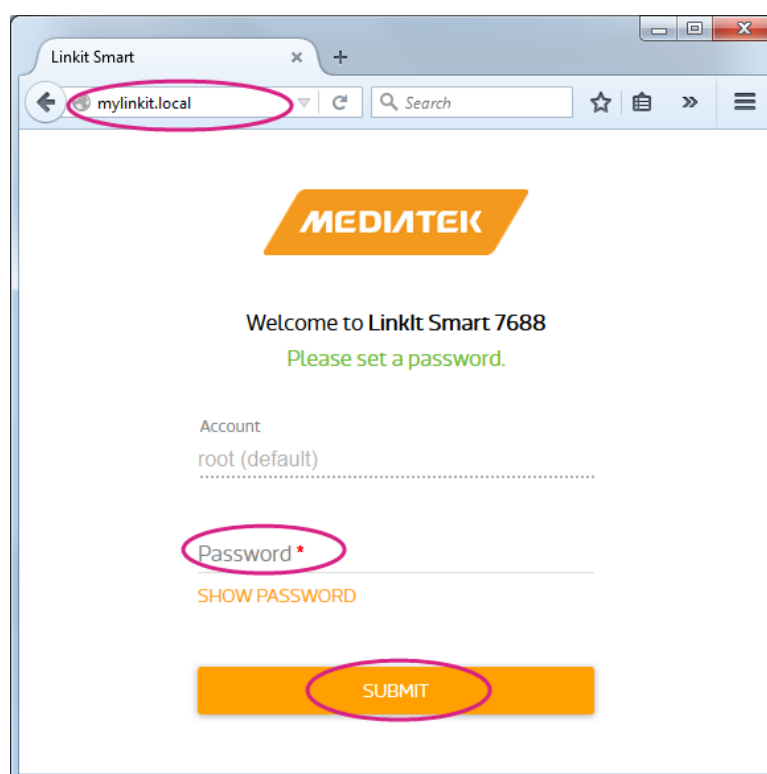 Linkit Smart
mylinkit.local
Search
MEDIATEK
Welcome to LinkIt Smart 7688
Please set a password.
Account
root (default)
Password *
SHOW PASSWORD
SUBMIT